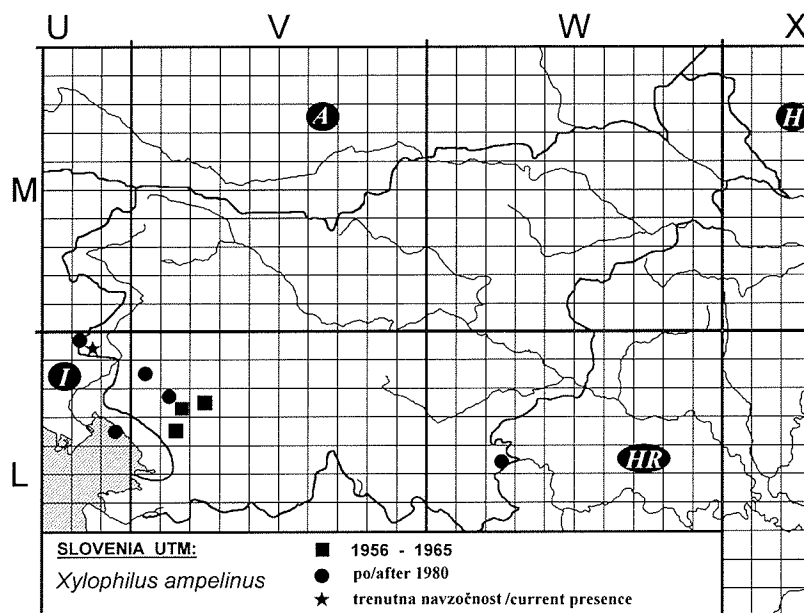 U V W X
A
H
M
I
L
HR
SLOVENIA UTM:
1956 - 1965
Xylophilus ampelinus
po/after 1980
trenutna navzočnost/current presence